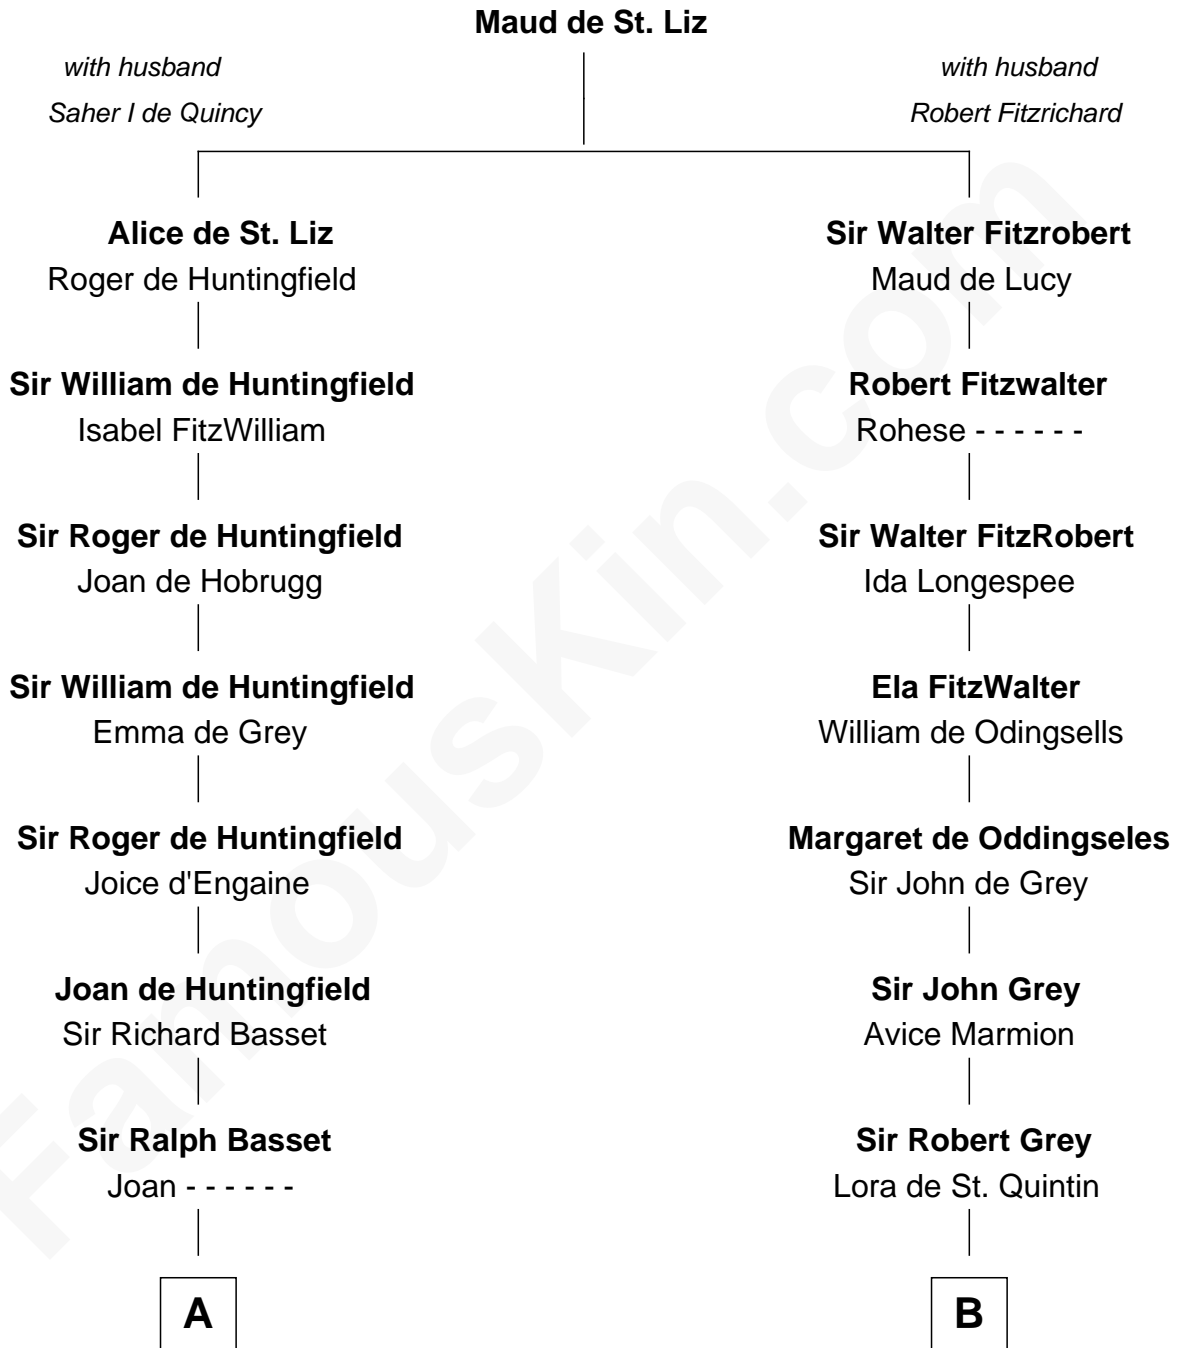 Maud de St. Liz
with husband
Saher I de Quincy
with husband
Robert Fitzrichard
Alice de St. Liz
Roger de Huntingfield
Sir Walter Fitzrobert
Maud de Lucy
Sir William de Huntingfield
Isabel FitzWilliam
Robert Fitzwalter
Rohese - - - - - -
Sir Roger de Huntingfield
Joan de Hobrugg
Sir Walter FitzRobert
Ida Longespee
Sir William de Huntingfield
Emma de Grey
Ela FitzWalter
William de Odingsells
Sir Roger de Huntingfield
Joice d'Engaine
Margaret de Oddingseles
Sir John de Grey
Joan de Huntingfield
Sir Richard Basset
Sir John Grey
Avice Marmion
Sir Ralph Basset
Joan - - - - - -
Sir Robert Grey
Lora de St. Quintin
A
B
FamousKin.com